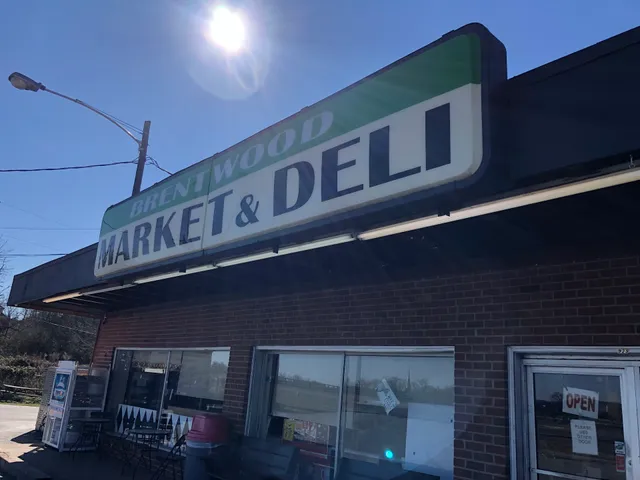 BRENTWOOD
MARKET & DELI
OPEN